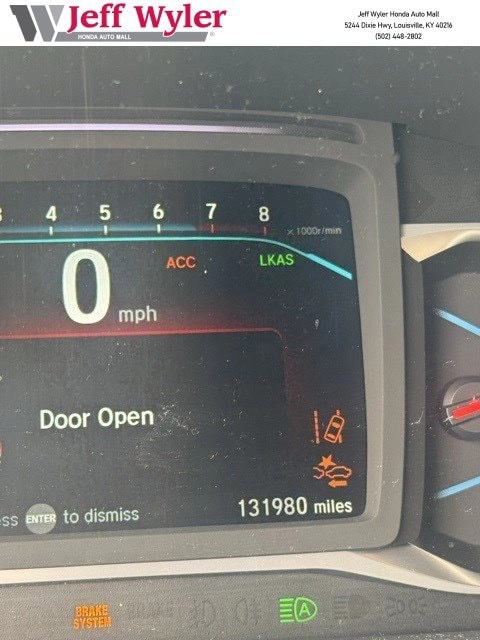 Jeff Wyler
HONDA AUTO MALL
Jeff Wyler Honda Auto Mall
5244 Dixie Hwy, Louisville, KY 40216
(502) 448-2802
4 5 6 7 8
x1000r/min
ACC
LKAS
0 mph
Door Open
ENTER to dismiss
131980 miles
BRAKE
SYSTEM
BRAKE
A